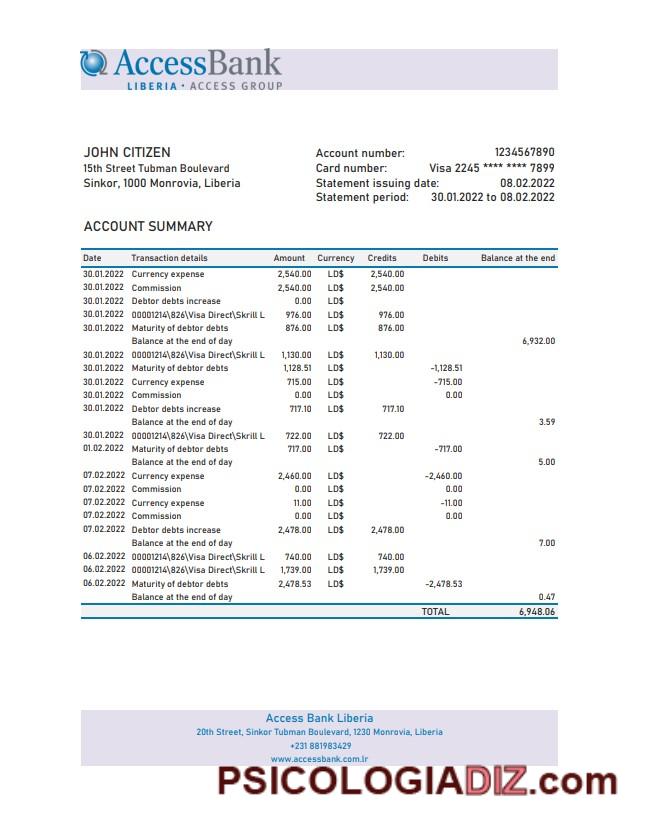 AccessBank
LIBERIA • ACCESS GROUP
JOHN CITIZEN
15th Street Tubman Boulevard
Sinkor, 1000 Monrovia, Liberia
Account number: 1234567890
Card number: Visa 2245 **** **** 7899
Statement issuing date: 08.02.2022
Statement period: 30.01.2022 to 08.02.2022
ACCOUNT SUMMARY
Date Transaction details Amount Currency Credits Debits Balance at the end
30.01.2022 Currency expense 2,540.00 LD$ 2,540.00
30.01.2022 Commission 2,540.00 LD$ 2,540.00
30.01.2022 Debtor debts increase 0.00 LD$
30.01.2022 00001214\826\Visa Direct\Skrill L 976.00 LD$ 976.00
30.01.2022 Maturity of debtor debts 876.00 LD$ 876.00
Balance at the end of day 6,932.00
30.01.2022 00001214\826\Visa Direct\Skrill L 1,130.00 LD$ 1,130.00
30.01.2022 Maturity of debtor debts 1,128.51 LD$ -1,128.51
30.01.2022 Currency expense 715.00 LD$ -715.00
30.01.2022 Commission 0.00 LD$ 0.00
30.01.2022 Debtor debts increase 717.10 LD$ 717.10
Balance at the end of day 3.59
30.01.2022 00001214\826\Visa Direct\Skrill L 722.00 LD$ 722.00
01.02.2022 Maturity of debtor debts 717.00 LD$ -717.00
Balance at the end of day 5.00
07.02.2022 Currency expense 2,460.00 LD$ -2,460.00
07.02.2022 Commission 0.00 LD$ 0.00
07.02.2022 Currency expense 11.00 LD$ -11.00
07.02.2022 Commission 0.00 LD$ 0.00
07.02.2022 Debtor debts increase 2,478.00 LD$ 2,478.00
Balance at the end of day 7.00
06.02.2022 00001214\826\Visa Direct\Skrill L 740.00 LD$ 740.00
06.02.2022 00001214\826\Visa Direct\Skrill L 1,739.00 LD$ 1,739.00
06.02.2022 Maturity of debtor debts 2,478.53 LD$ -2,478.53
Balance at the end of day 0.47
TOTAL 6,948.06
Access Bank Liberia
20th Street, Sinkor Tubman Boulevard, 1230 Monrovia, Liberia
+231 881983429
www.accessbank.com.lr
PSICOLOGIADIZ.com